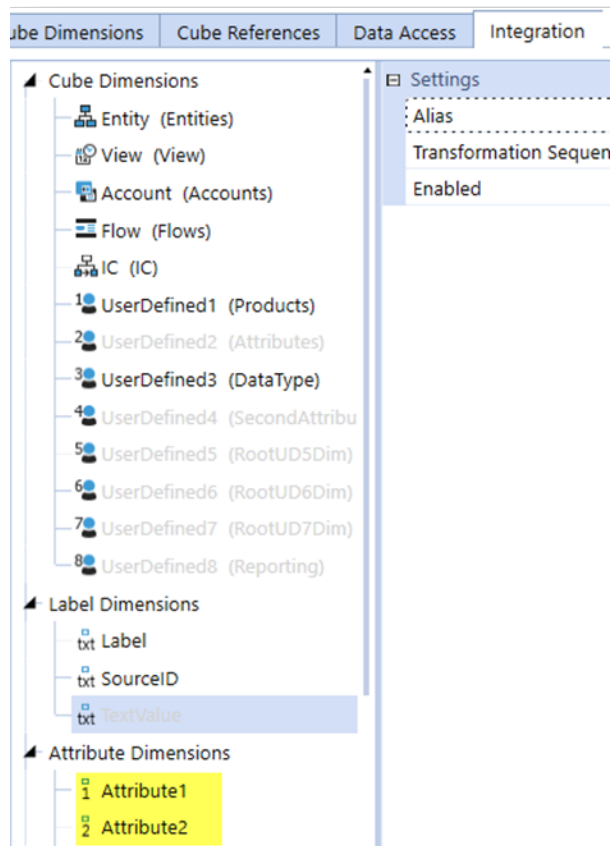 ube Dimensions
Cube References
Data Access
Integration
Cube Dimensions
Entity (Entities)
View (View)
Account (Accounts)
Flow (Flows)
IC (IC)
1 UserDefined1 (Products)
2 UserDefined2 (Attributes)
3 UserDefined3 (DataType)
4 UserDefined4 (SecondAttribu
5 UserDefined5 (RootUD5Dim)
6 UserDefined6 (RootUD6Dim)
7 UserDefined7 (RootUD7Dim)
8 UserDefined8 (Reporting)
Label Dimensions
txt Label
txt SourceID
txt TextValue
Attribute Dimensions
1 Attribute1
2 Attribute2
Settings
Alias
Transformation Sequen
Enabled